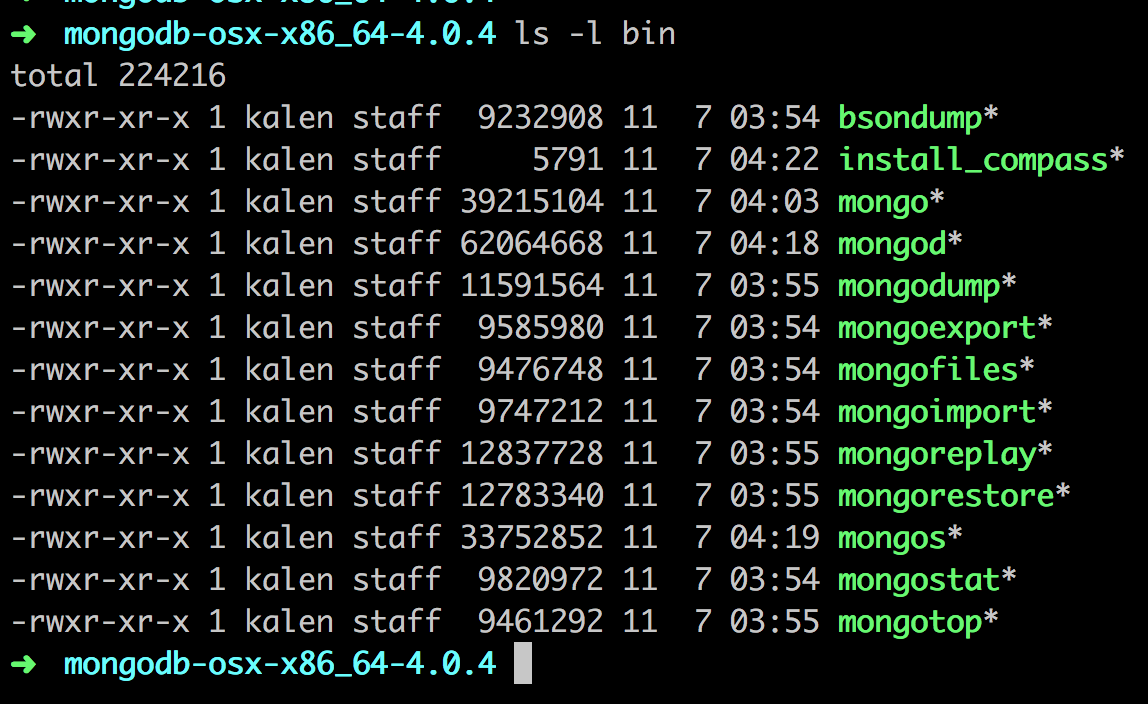 ➜  mongodb-osx-x86_64-4.0.4
➜  mongodb-osx-x86_64-4.0.4 ls -l bin
total 224216
-rwxr-xr-x 1 kalen staff  9232908 11  7 03:54 bsondump*
-rwxr-xr-x 1 kalen staff     5791 11  7 04:22 install_compass*
-rwxr-xr-x 1 kalen staff 39215104 11  7 04:03 mongo*
-rwxr-xr-x 1 kalen staff 62064668 11  7 04:18 mongod*
-rwxr-xr-x 1 kalen staff 11591564 11  7 03:55 mongodump*
-rwxr-xr-x 1 kalen staff  9585980 11  7 03:54 mongoexport*
-rwxr-xr-x 1 kalen staff  9476748 11  7 03:54 mongofiles*
-rwxr-xr-x 1 kalen staff  9747212 11  7 03:54 mongoimport*
-rwxr-xr-x 1 kalen staff 12837728 11  7 03:55 mongoreplay*
-rwxr-xr-x 1 kalen staff 12783340 11  7 03:55 mongorestore*
-rwxr-xr-x 1 kalen staff 33752852 11  7 04:19 mongos*
-rwxr-xr-x 1 kalen staff  9820972 11  7 03:54 mongostat*
-rwxr-xr-x 1 kalen staff  9461292 11  7 03:55 mongotop*
➜  mongodb-osx-x86_64-4.0.4